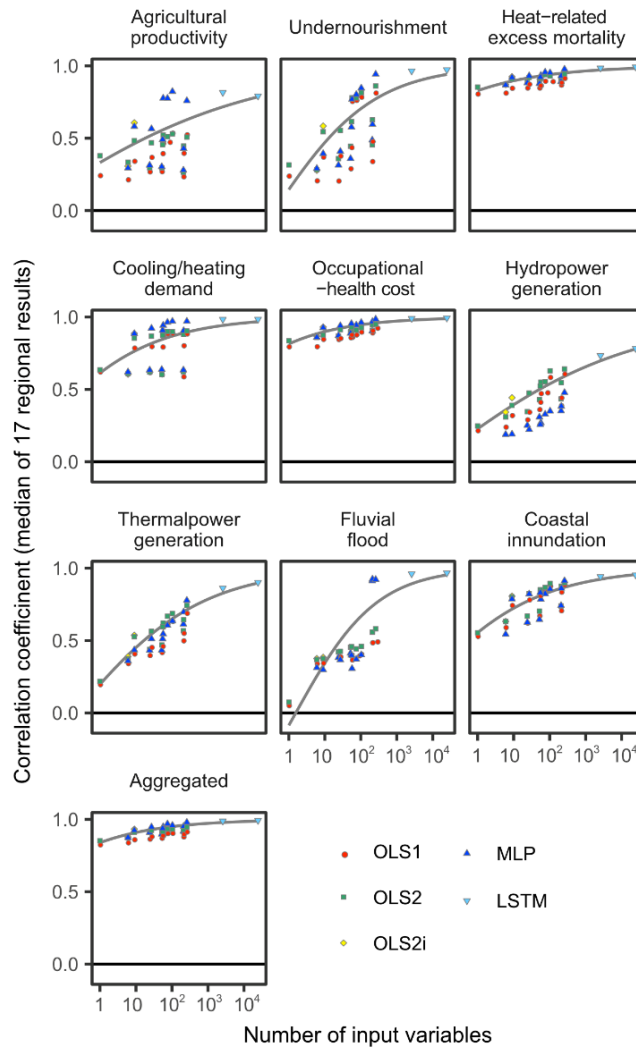 Agricultural
productivity
Undernourishment
Heat−related
excess mortality
1.0
0.5
0.0
Cooling/heating
demand
Occupational
−health cost
Hydropower
generation
1.0
0.5
0.0
Thermalpower
generation
Fluvial
flood
Coastal
innundation
1.0
0.5
0.0
1 10 10² 10³ 10⁴
1 10 10² 10³ 10⁴
Aggregated
1.0
0.5
0.0
1 10 10² 10³ 10⁴
OLS1
OLS2
OLS2i
MLP
LSTM
Correlation coefficinent (median of 17 regional results)
Number of input variables